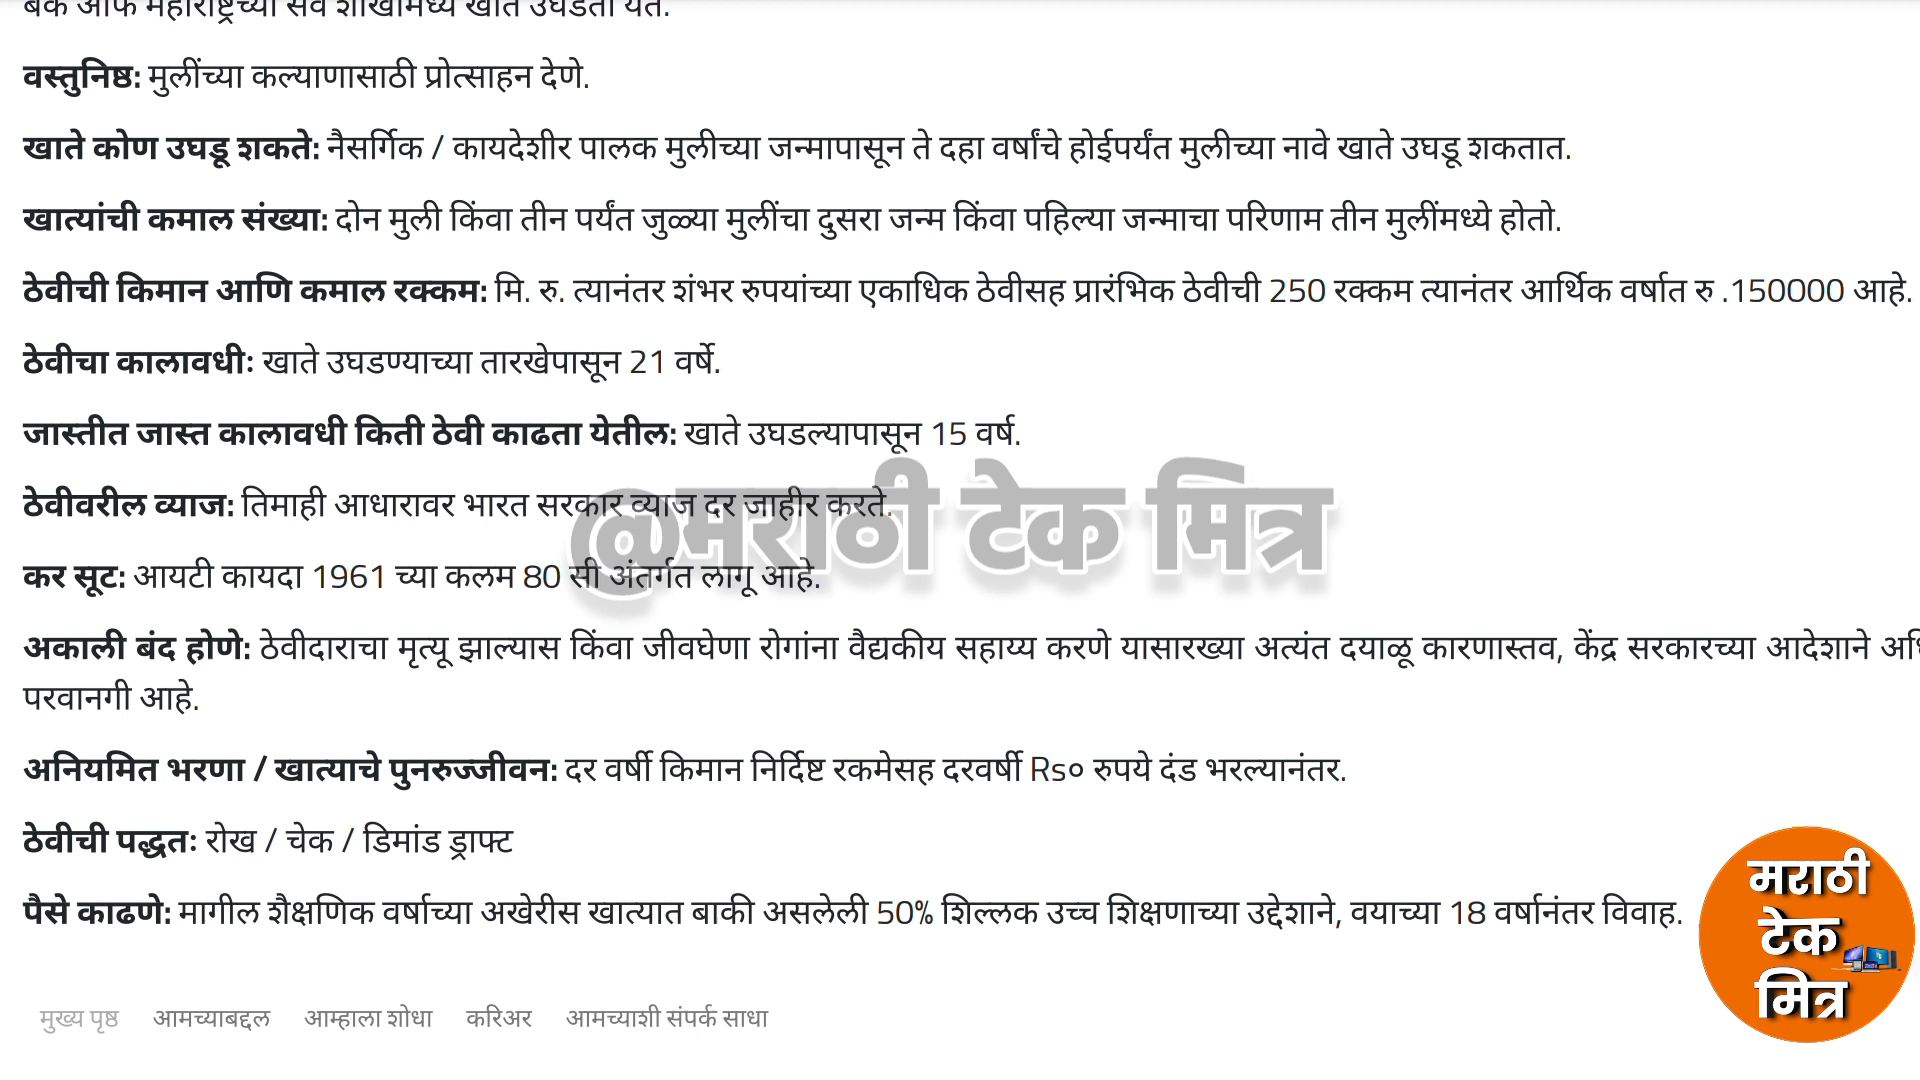 बँक ऑफ महाराष्ट्रच्या सर्व शाखांमध्ये खाते उघडता येते.
वस्तुनिष्ठ: मुलींच्या कल्याणासाठी प्रोत्साहन देणे.
खाते कोण उघडू शकते: नैसर्गिक / कायदेशीर पालक मुलीच्या जन्मापासून ते दहा वर्षांचे होईपर्यंत मुलीच्या नावे खाते उघडू शकतात.
खात्यांची कमाल संख्या: दोन मुली किंवा तीन पर्यंत जुळ्या मुलींचा दुसरा जन्म किंवा पहिल्या जन्माचा परिणाम तीन मुलींमध्ये होतो.
ठेवीची किमान आणि कमाल रक्कम: मि. रु. त्यानंतर शंभर रुपयांच्या एकाधिक ठेवीसह प्रारंभिक ठेवीची 250 रक्कम त्यानंतर आर्थिक वर्षात रु .150000 आहे.
ठेवीचा कालावधी: खाते उघडण्याच्या तारखेपासून 21 वर्षे.
जास्तीत जास्त कालावधी किती ठेवी काढता येतील: खाते उघडल्यापासून 15 वर्ष.
ठेवीवरील व्याज: तिमाही आधारावर भारत सरकार व्याज दर जाहीर करते.
@मराठी टेक मित्र
कर सूट: आयटी कायदा 1961 च्या कलम 80 सी अंतर्गत लागू आहे.
अकाली बंद होणे: ठेवीदाराचा मृत्यू झाल्यास किंवा जीवघेणा रोगांना वैद्यकीय सहाय्य करणे यासारख्या अत्यंत दयाळू कारणास्तव, केंद्र सरकारच्या आदेशाने
परवानगी आहे.
अनियमित भरणा / खात्याचे पुनरुज्जीवन: दर वर्षी किमान निर्दिष्ट रकमेसह दरवर्षी Rs० रुपये दंड भरल्यानंतर.
ठेवीची पद्धत: रोख / चेक / डिमांड ड्राफ्ट
पैसे काढणे: मागील शैक्षणिक वर्षाच्या अखेरीस खात्यात बाकी असलेली 50% शिल्लक उच्च शिक्षणाच्या उद्देशाने, वयाच्या 18 वर्षानंतर विवाह.
मराठी
टेक
मित्र
मुख्य पृष्ठ आमच्याबद्दल आम्हाला शोधा करिअर आमच्याशी संपर्क साधा